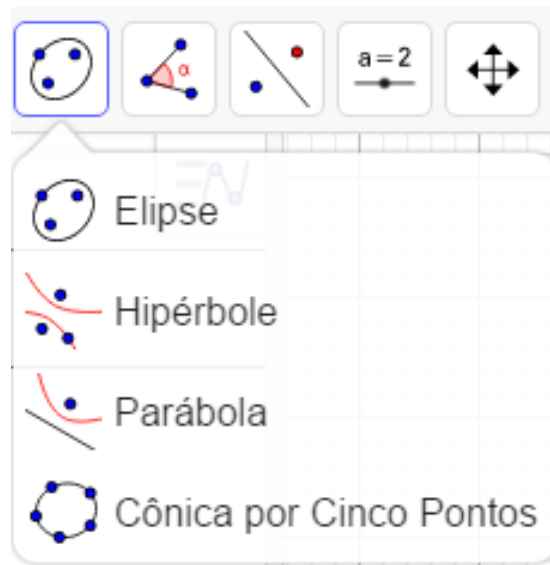 α
a = 2
Elipse
Hipérbole
Parábola
Cônica por Cinco Pontos